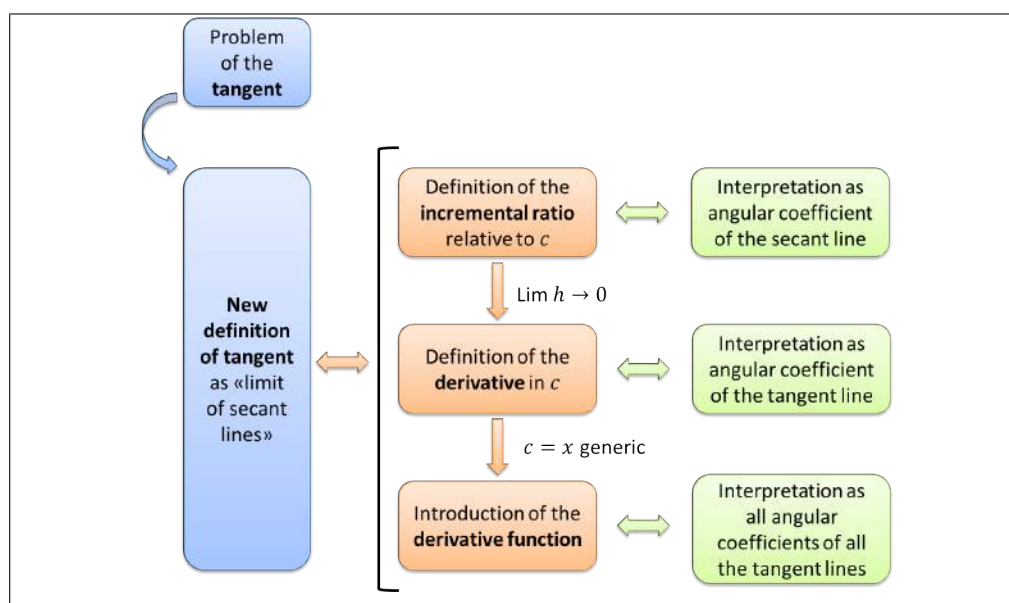 Problem
of the
tangent
New
definition
of tangent
as «limit
of secant
lines»
Definition of the
incremental ratio
relative to c
Interpretation as
angular coefficient
of the secant line
Lim h → 0
Definition of the
derivative in c
Interpretation as
angular coefficient
of the tangent line
c = x generic
Introduction of the
derivative function
Interpretation as
all angular
coefficients of all
the tangent lines